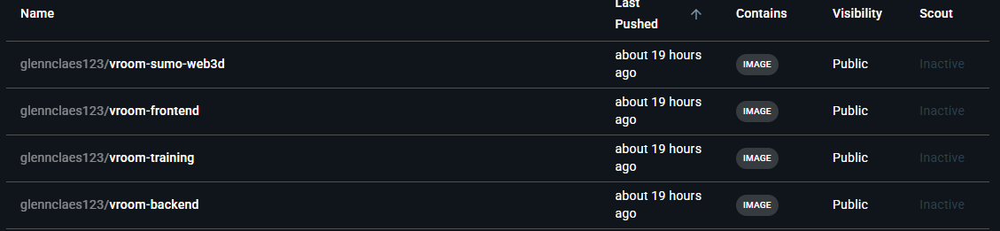 Last
Name Pushed Contains Visibility Scout
glennclaes123/vroom-sumo-web3d about 19 hours ago IMAGE Public Inactive
glennclaes123/vroom-frontend about 19 hours ago IMAGE Public Inactive
glennclaes123/vroom-training about 19 hours ago IMAGE Public Inactive
glennclaes123/vroom-backend about 19 hours ago IMAGE Public Inactive